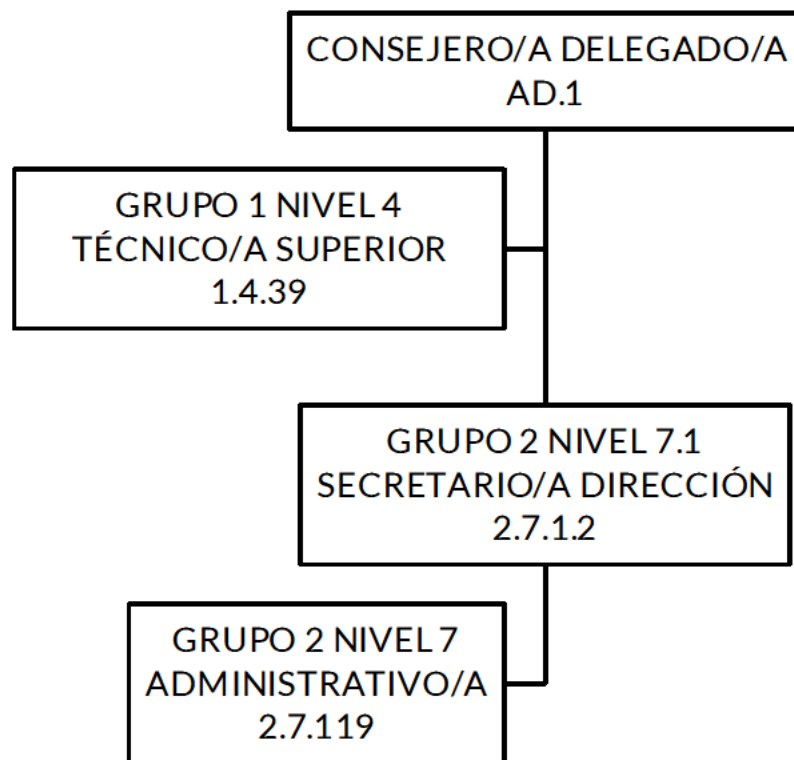 CONSEJERO/A DELEGADO/A
AD.1
GRUPO 1 NIVEL 4
TÉCNICO/A SUPERIOR
1.4.39
GRUPO 2 NIVEL 7.1
SECRETARIO/A DIRECCIÓN
2.7.1.2
GRUPO 2 NIVEL 7
ADMINISTRATIVO/A
2.7.119